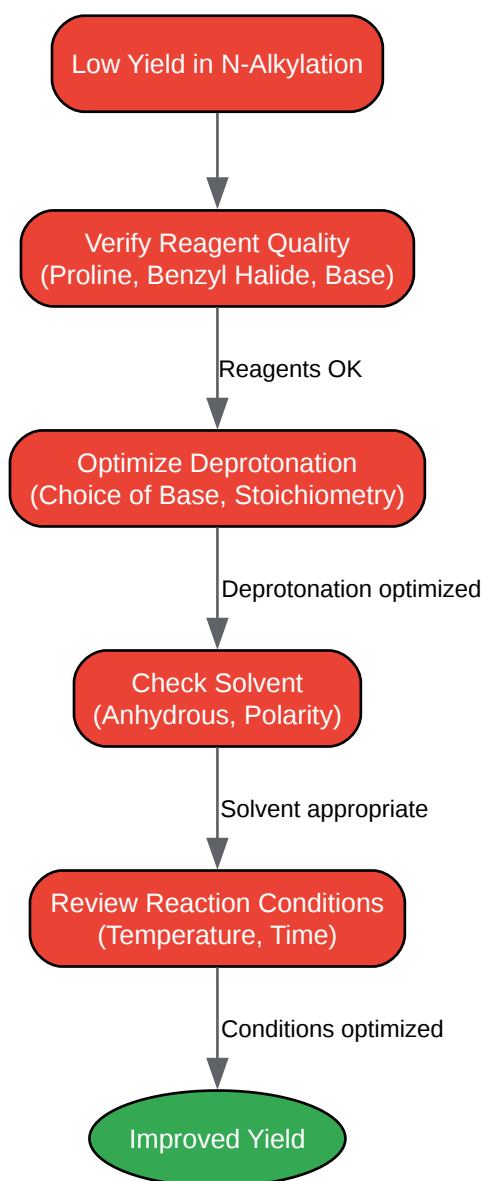 Low Yield in N-Alkylation
Verify Reagent Quality
(Proline, Benzyl Halide, Base)
Reagents OK
Optimize Deprotonation
(Choice of Base, Stoichiometry)
Deprotonation optimized
Check Solvent
(Anhydrous, Polarity)
Solvent appropriate
Review Reaction Conditions
(Temperature, Time)
Conditions optimized
Improved Yield